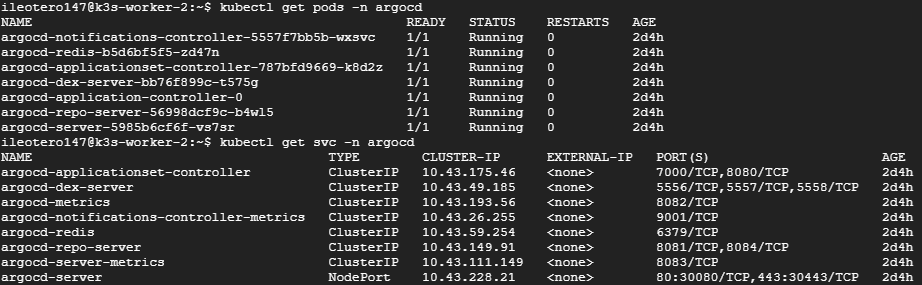 ileotero147@k3s-worker-2:~$ kubectl get pods -n argocd
NAME READY STATUS RESTARTS AGE
argocd-notifications-controller-5557f7bb5b-wxsvc 1/1 Running 0 2d4h
argocd-redis-b5d6bf5f5-zd47n 1/1 Running 0 2d4h
argocd-applicationset-controller-787bfd9669-k8d2z 1/1 Running 0 2d4h
argocd-dex-server-bb76f899c-t575g 1/1 Running 0 2d4h
argocd-application-controller-0 1/1 Running 0 2d4h
argocd-repo-server-56998dcf9c-b4wl5 1/1 Running 0 2d4h
argocd-server-5985b6cf6f-vs7sr 1/1 Running 0 2d4h
ileotero147@k3s-worker-2:~$ kubectl get svc -n argocd
NAME TYPE CLUSTER-IP EXTERNAL-IP PORT(S) AGE
argocd-applicationset-controller ClusterIP 10.43.175.46 <none> 7000/TCP,8080/TCP 2d4h
argocd-dex-server ClusterIP 10.43.49.185 <none> 5556/TCP,5557/TCP,5558/TCP 2d4h
argocd-metrics ClusterIP 10.43.193.56 <none> 8082/TCP 2d4h
argocd-notifications-controller-metrics ClusterIP 10.43.26.255 <none> 9001/TCP 2d4h
argocd-redis ClusterIP 10.43.59.254 <none> 6379/TCP 2d4h
argocd-repo-server ClusterIP 10.43.149.91 <none> 8081/TCP,8084/TCP 2d4h
argocd-server-metrics ClusterIP 10.43.111.149 <none> 8083/TCP 2d4h
argocd-server NodePort 10.43.228.21 <none> 80:30080/TCP,443:30443/TCP 2d4h